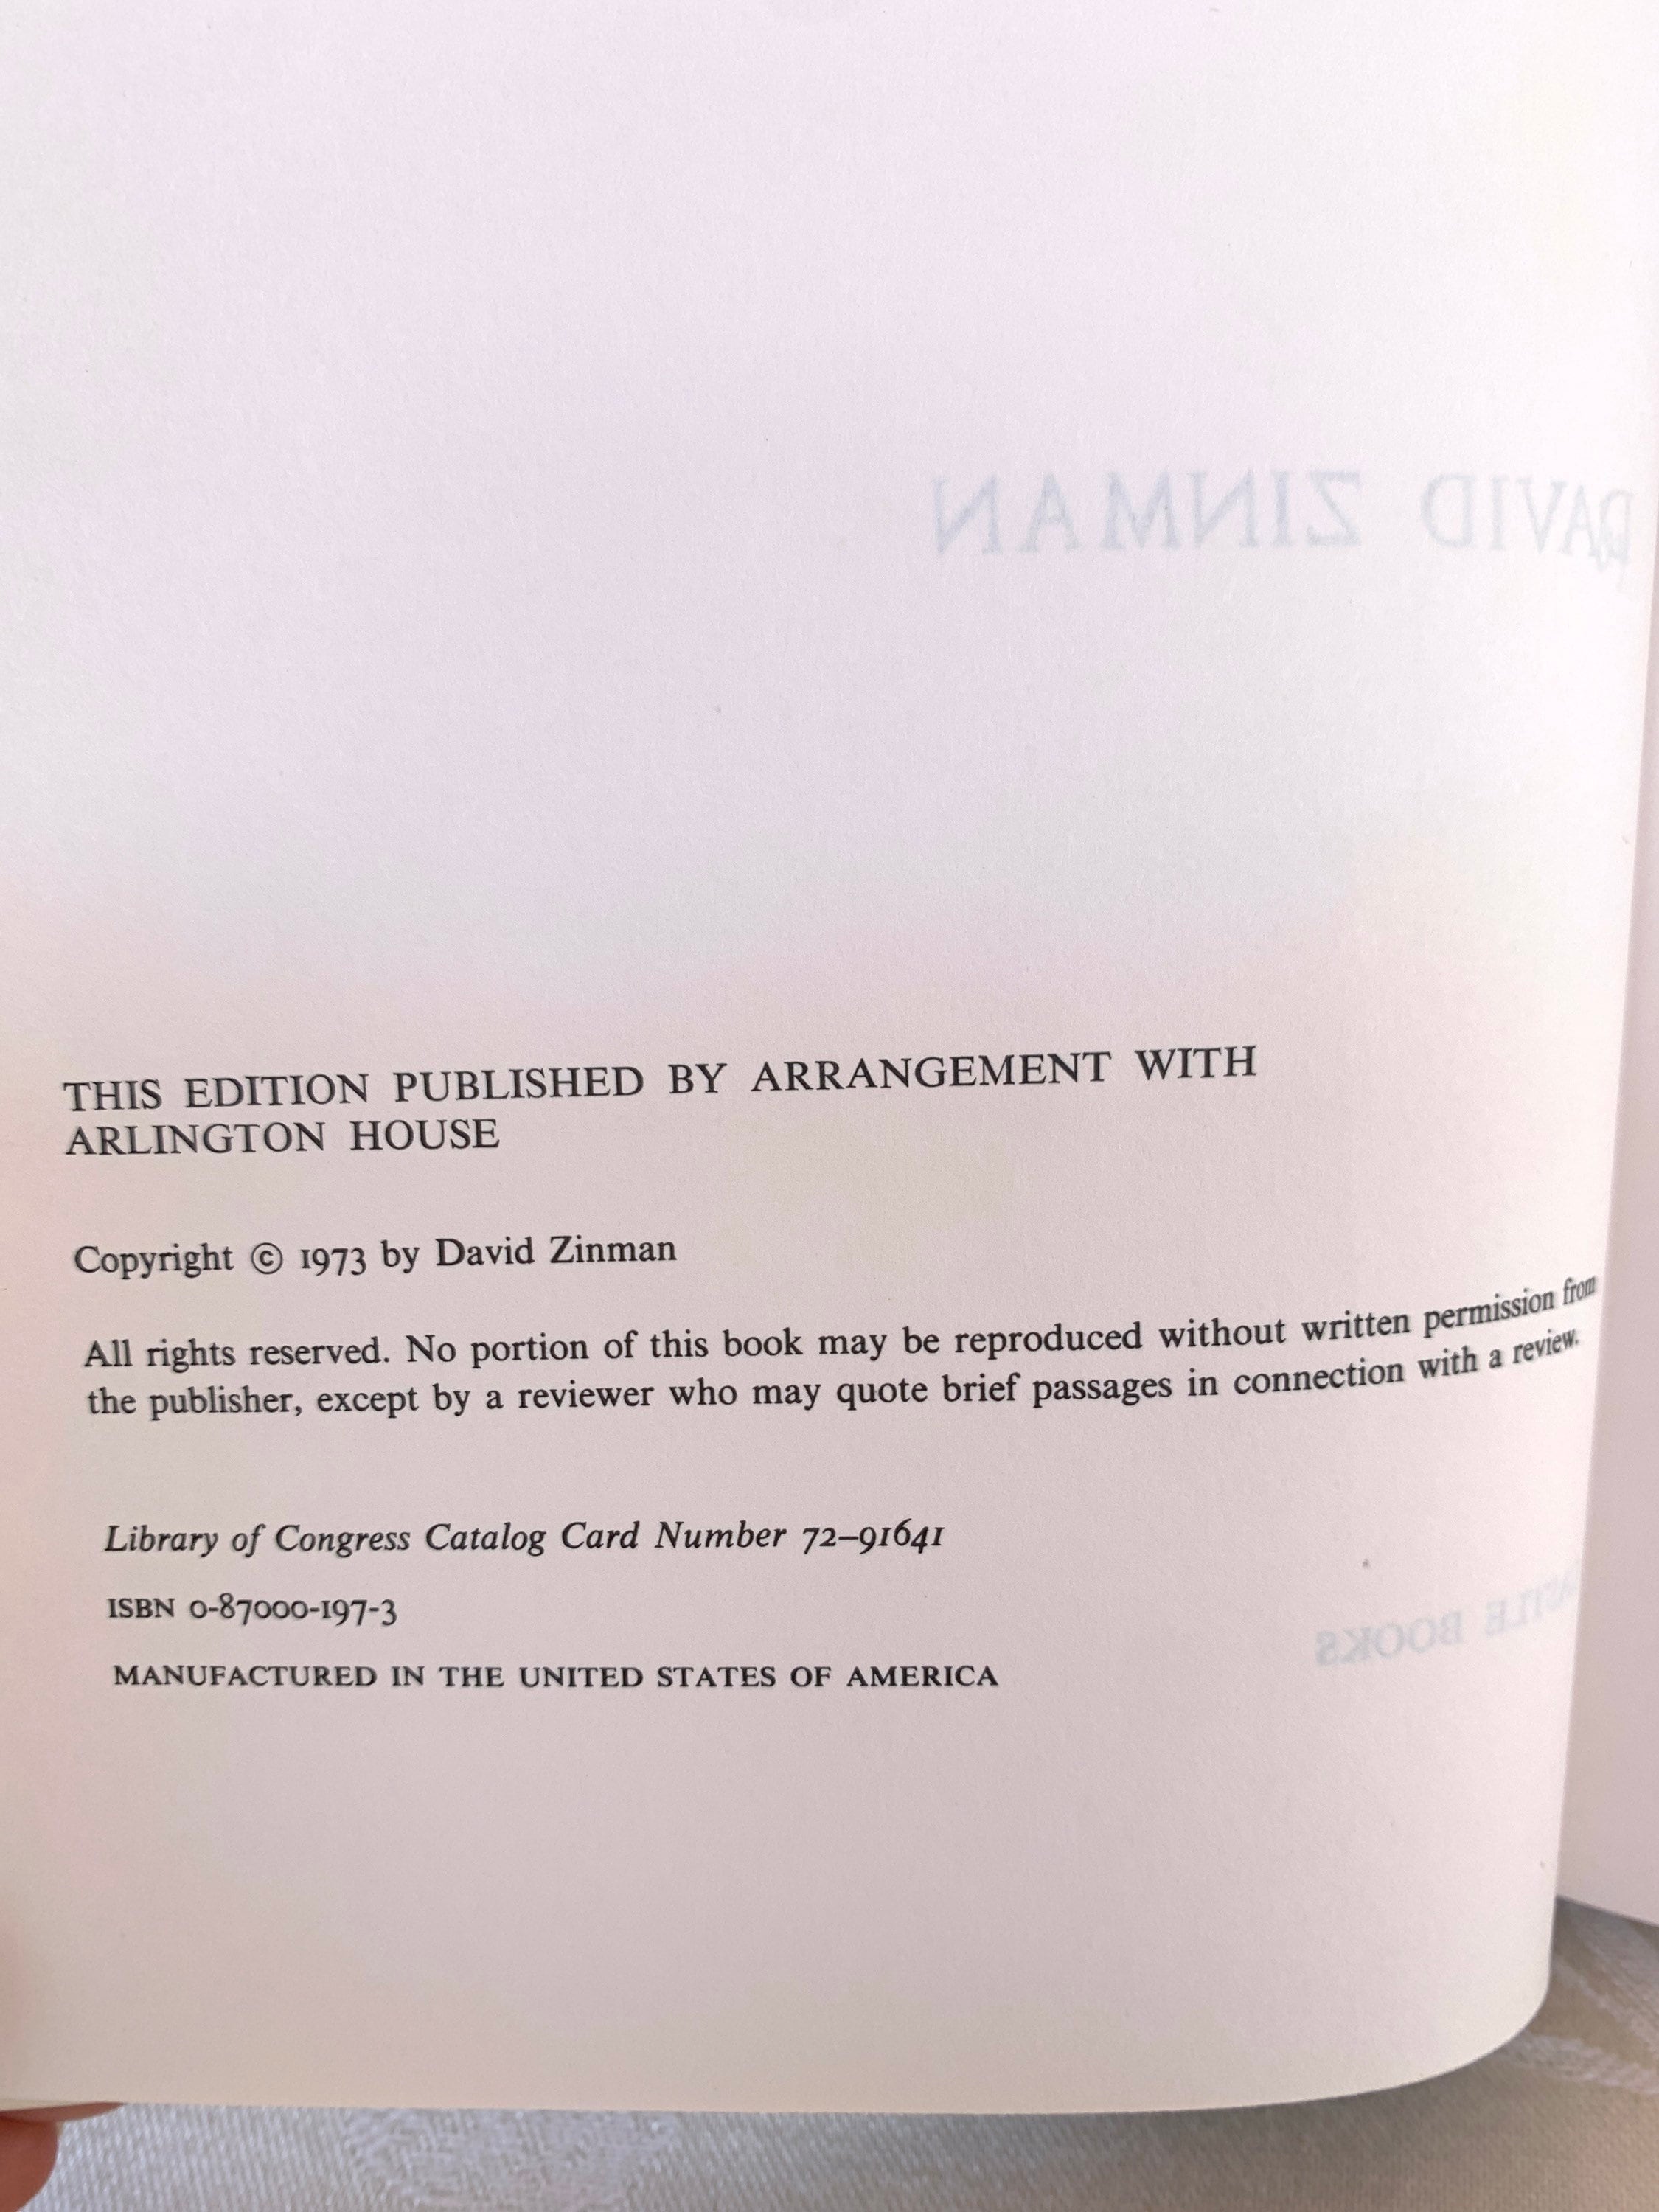 DAVID ZINMAN
THIS EDITION PUBLISHED BY ARRANGEMENT WITH
ARLINGTON HOUSE
Copyright © 1973 by David Zinman
All rights reserved. No portion of this book may be reproduced without written permission from
the publisher, except by a reviewer who may quote brief passages in connection with a review.
Library of Congress Catalog Card Number 72–91641
ISBN 0-87000-197-3
BOOKS
MANUFACTURED IN THE UNITED STATES OF AMERICA